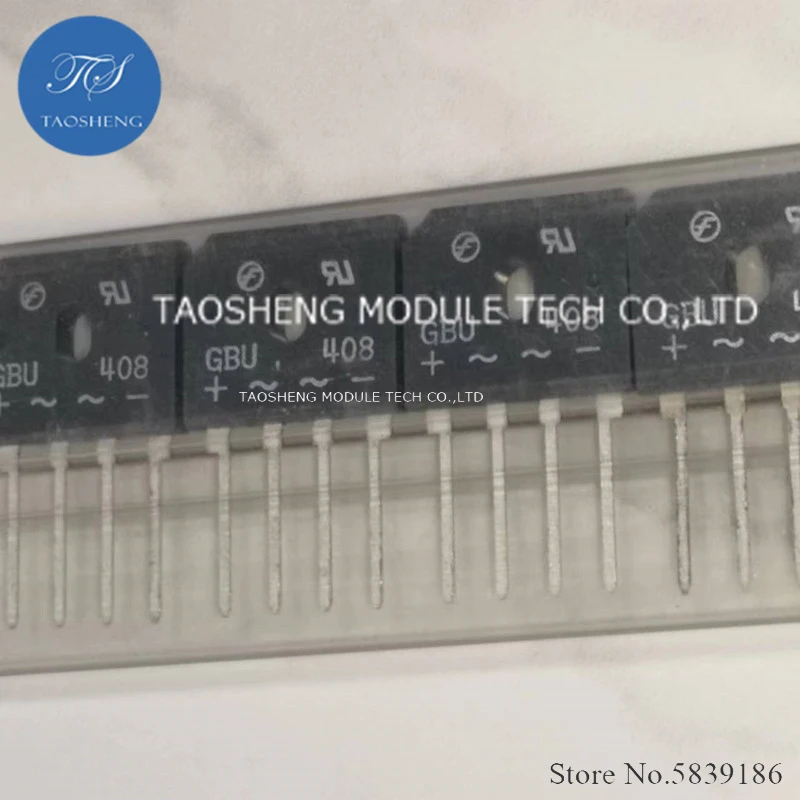 TS
TAOSHENG
TAOSHENG MODULE TECH CO,,LTD
GBU 408
+ ~ ~ -
GBU 408
+ ~ ~ -
GBU 408
+ ~ ~ -
GBU
+ ~
TAOSHENG MODULE TECH CO.,LTD
Store No.5839186